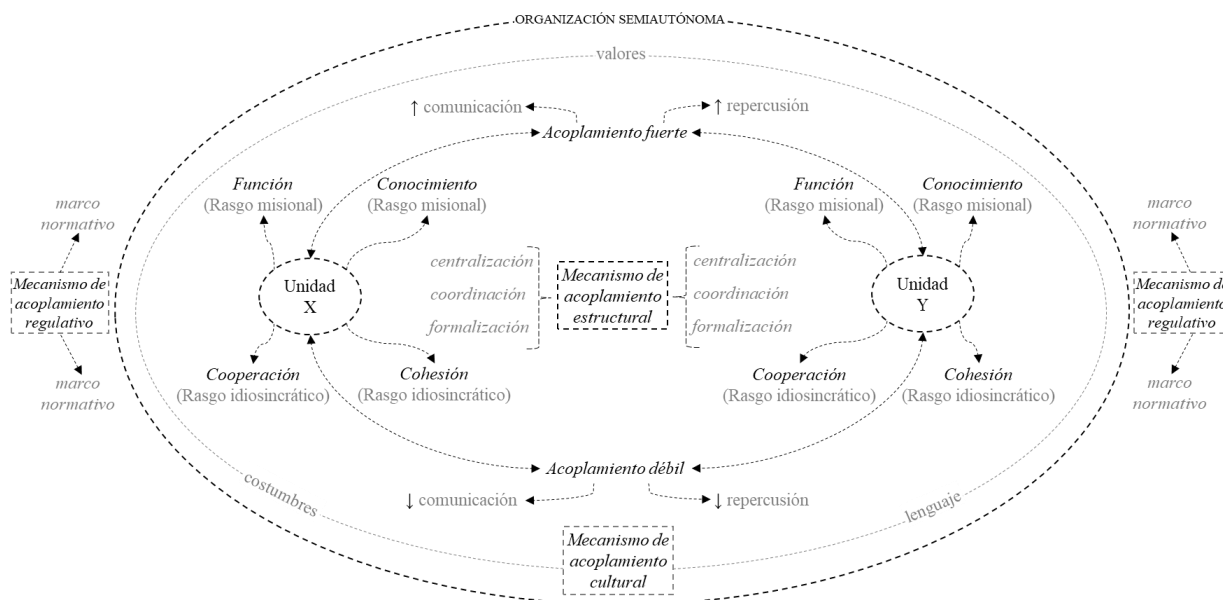 ORGANIZACIÓN SEMIAUTÓNOMA
valores
↑ comunicación
↑ repercusión
Acoplamiento fuerte
Función
(Rasgo misional)
Conocimiento
(Rasgo misional)
Función
(Rasgo misional)
Conocimiento
(Rasgo misional)
marco
normativo
Mecanismo de
acoplamiento
regulativo
marco
normativo
Unidad
X
centralización
coordinación
formalización
Mecanismo de
acoplamiento
estructural
centralización
coordinación
formalización
Unidad
Y
marco
normativo
Mecanismo de
acoplamiento
regulativo
marco
normativo
Cooperación
(Rasgo idiosincrático)
Cohesión
(Rasgo idiosincrático)
Cooperación
(Rasgo idiosincrático)
Cohesión
(Rasgo idiosincrático)
Acoplamiento débil
↓ comunicación
↓ repercusión
costumbres
lenguaje
Mecanismo de
acoplamiento
cultural